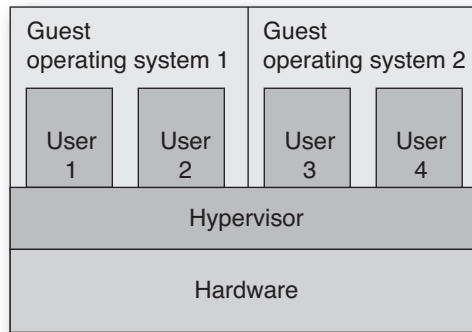 Guest
operating system 1
Guest
operating system 2
User
1
User
2
User
3
User
4
Hypervisor
Hardware